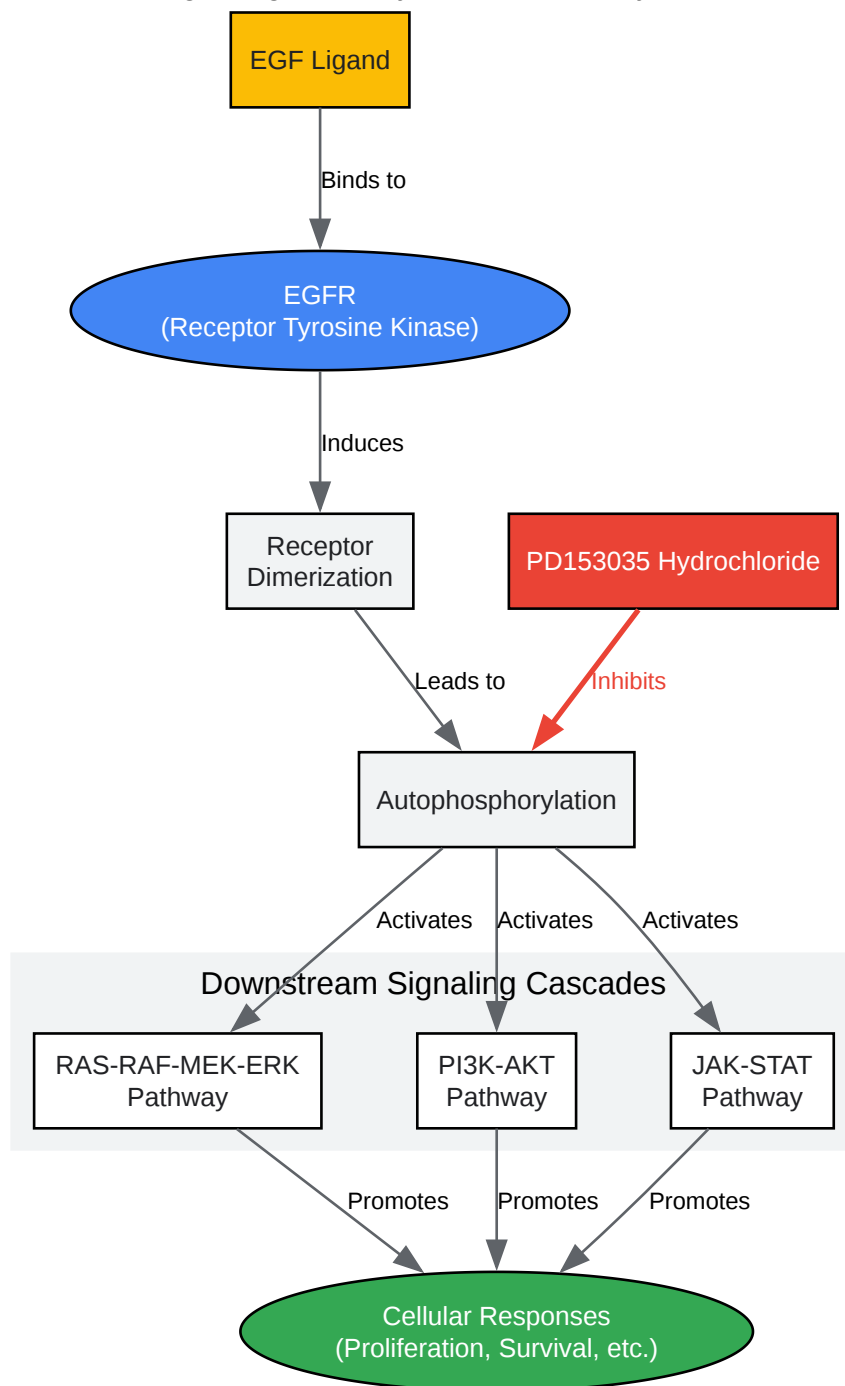 EGF Ligand
Binds to
EGFR
(Receptor Tyrosine Kinase)
Induces
Receptor
Dimerization
PD153035 Hydrochloride
Leads to
Inhibits
Autophosphorylation
Activates
Activates
Activates
Downstream Signaling Cascades
RAS-RAF-MEK-ERK
Pathway
PI3K-AKT
Pathway
JAK-STAT
Pathway
Promotes
Promotes
Promotes
Cellular Responses
(Proliferation, Survival, etc.)